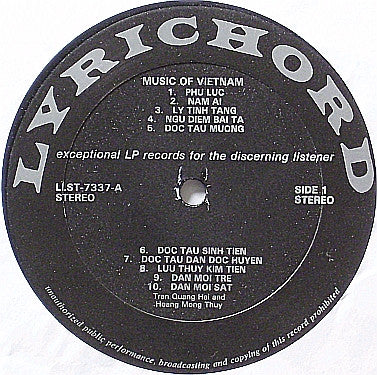 LYRICHORD
MUSIC OF VIETNAM
1. PHU LUC
2. NAM AI
3. LY TINH TANG
4. NGU DIEM BAI TA
5. DOC TAU MUONG
exceptional LP records for the discerning listener
LLST-7337-A
STEREO
SIDE 1
STEREO
6. DOC TAU SINH TIEN
7. DOC TAU DAN DOC HUYEN
8. LUU THUY KIM TIEN
9. DAN MOI TRE
10. DAN MOI SAT
Tran Quang Hai and
Hoang Mong Thuy
unauthorized public performance, broadcasting and copying of this record prohibited